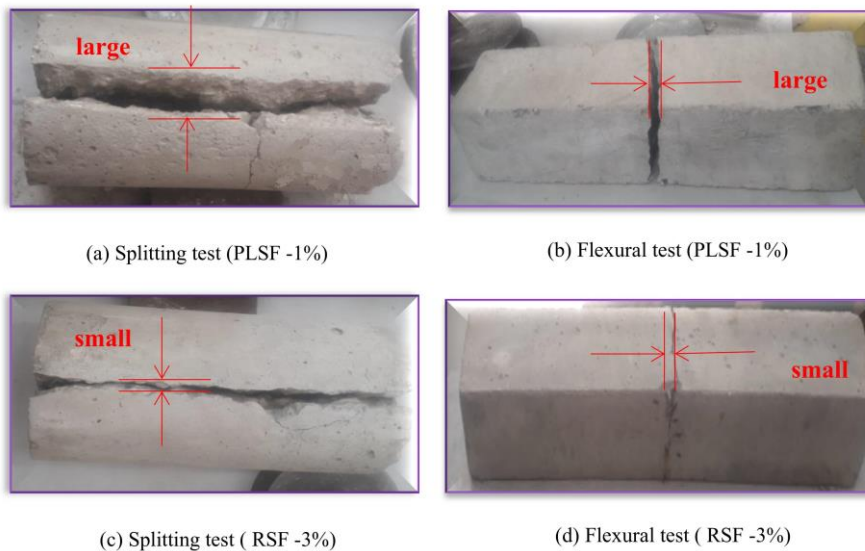 large
large
(a) Splitting test (PLSF -1%)
(b) Flexural test (PLSF -1%)
small
small
(c) Splitting test ( RSF -3%)
(d) Flexural test ( RSF -3%)